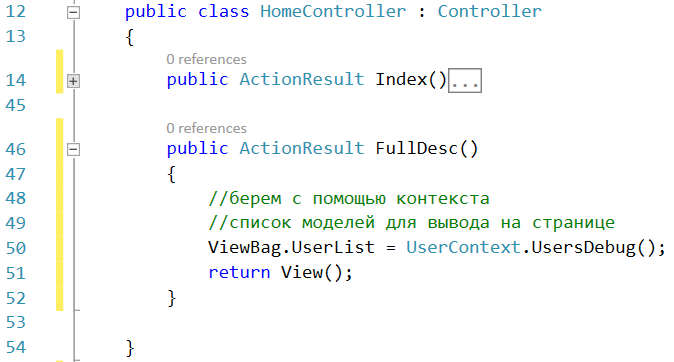 12 public class HomeController : Controller
13 {
0 references
14 public ActionResult Index()...
45
0 references
46 public ActionResult FullDesc()
47 {
48 //берем с помощью контекста
49 //список моделей для вывода на странице
50 ViewBag.UserList = UserContext.UsersDebug();
51 return View();
52 }
53
54 }